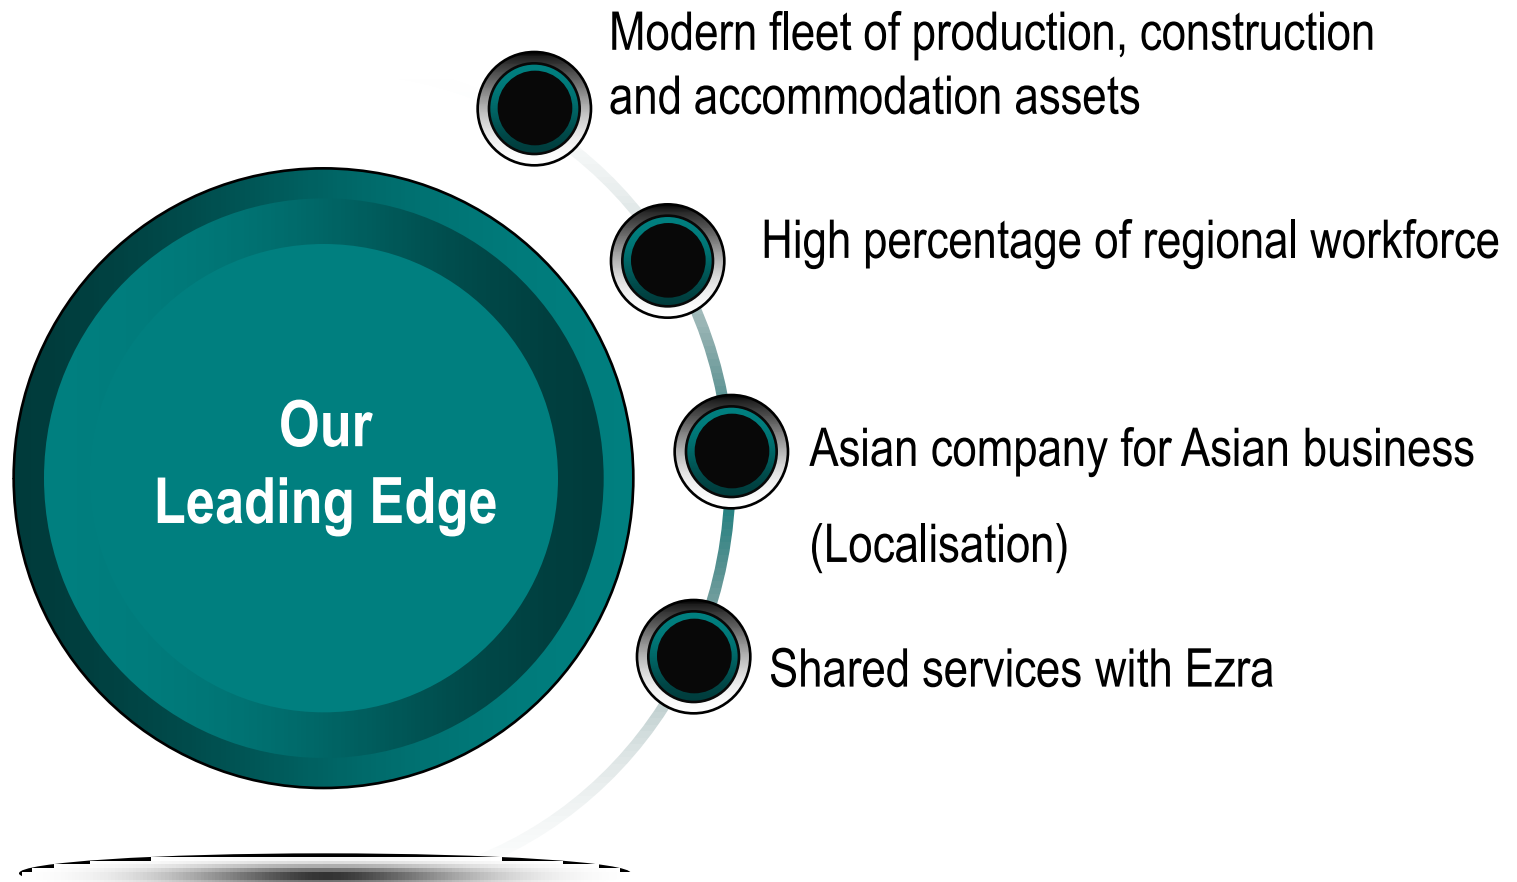 Modern fleet of production, construction
and accommodation assets
High percentage of regional workforce
Our
Leading Edge
Asian company for Asian business
(Localisation)
Shared services with Ezra